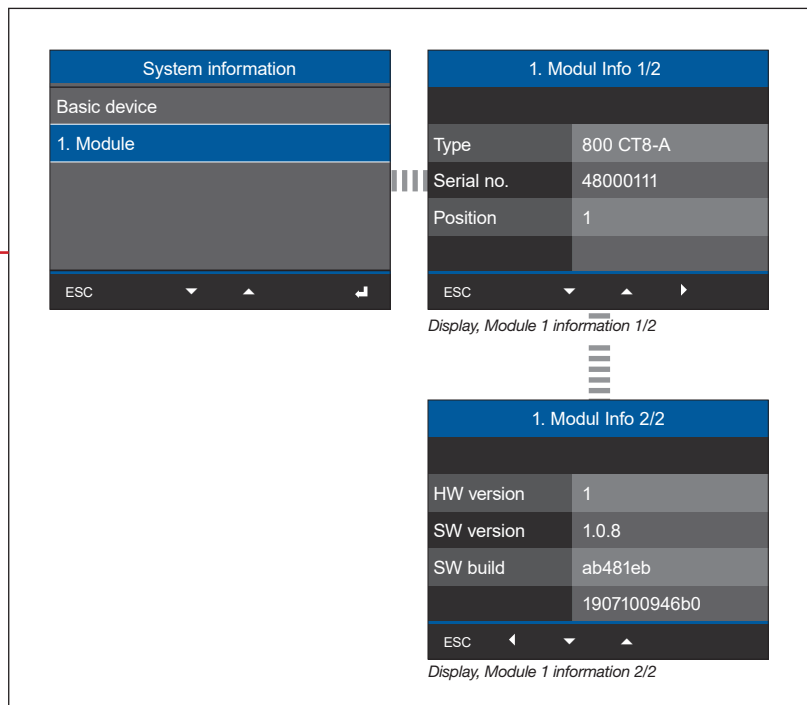 System information
Basic device
1. Module
ESC
1. Modul Info 1/2
Type 800 CT8-A
Serial no. 48000111
Position 1
ESC
Display, Module 1 information 1/2
1. Modul Info 2/2
HW version 1
SW version 1.0.8
SW build ab481eb
1907100946b0
ESC
Display, Module 1 information 2/2